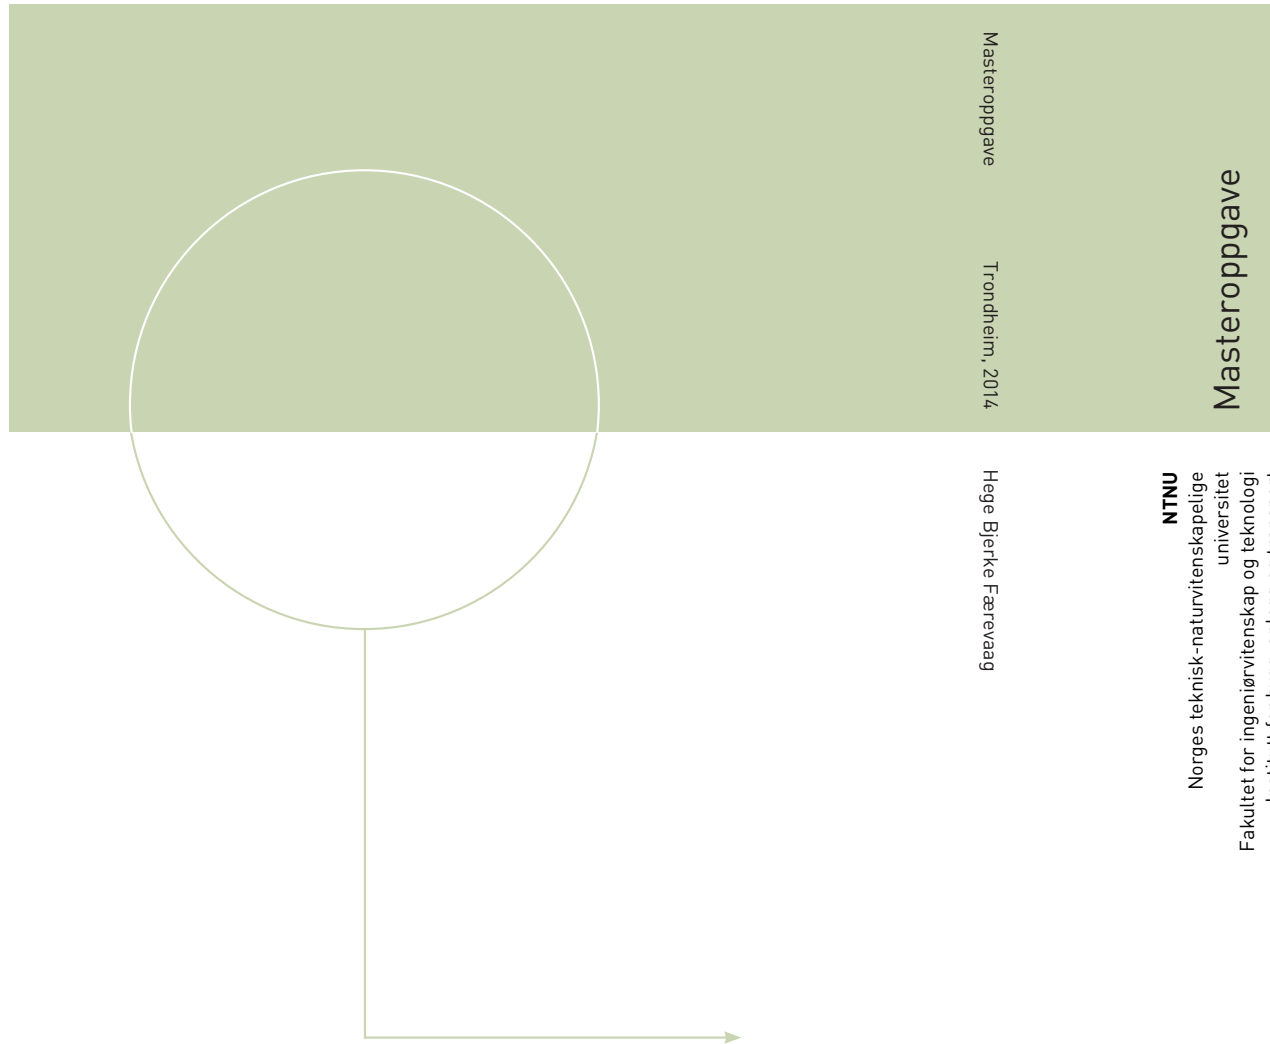 Masteroppgave
Trondheim, 2014
Hege Bjerke Færevaag
Masteroppgave
NTNU
Norges teknisk-naturvitenskapelige
universitet
Fakultet for ingeniørvitenskap og teknologi